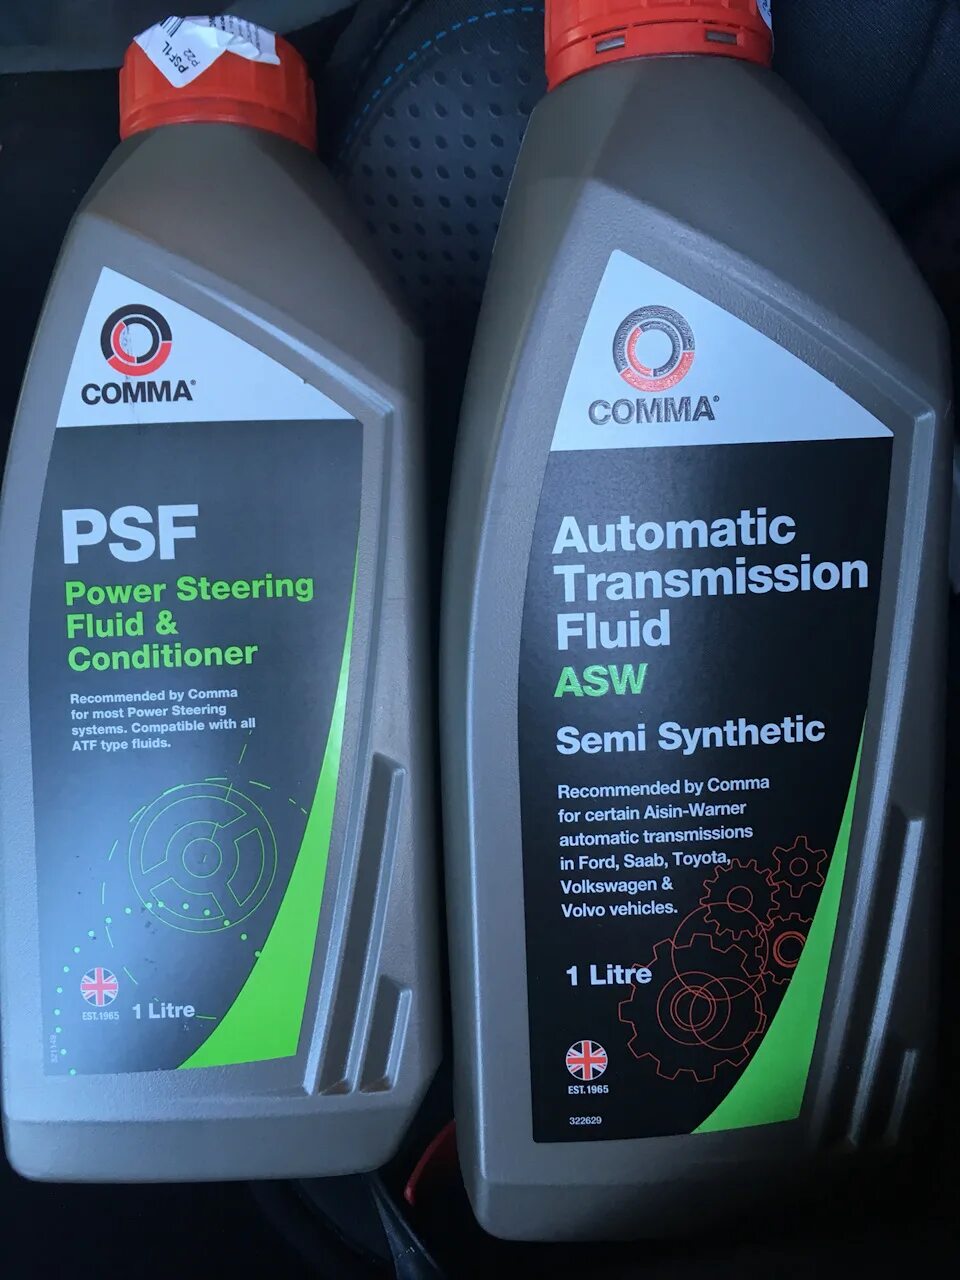 PSF1L
P22
COMMA®
PSF
Power Steering
Fluid &
Conditioner
Recommended by Comma
for most Power Steering
systems. Compatible with all
ATF type fluids.
EST.1965
1 Litre
COMMA®
Automatic
Transmission
Fluid
ASW
Semi Synthetic
Recommended by Comma
for certain Aisin-Warner
automatic transmissions
in Ford, Saab, Toyota,
Volkswagen &
Volvo vehicles.
1 Litre
EST.1965
322629